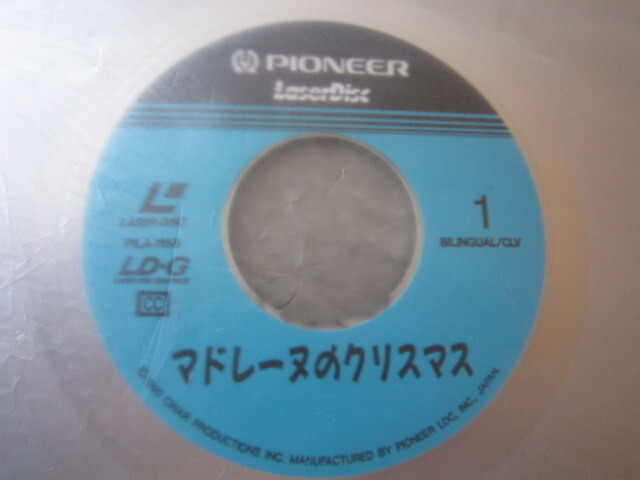 PIONEER
LaserDisc
LASER DISC
1
BILINGUAL/CLV
LD-G
CC
マドレーヌのクリスマス
CINAR PRODUCTIONS INC. MANUFACTURED BY PIONEER LDC, INC., JAPAN